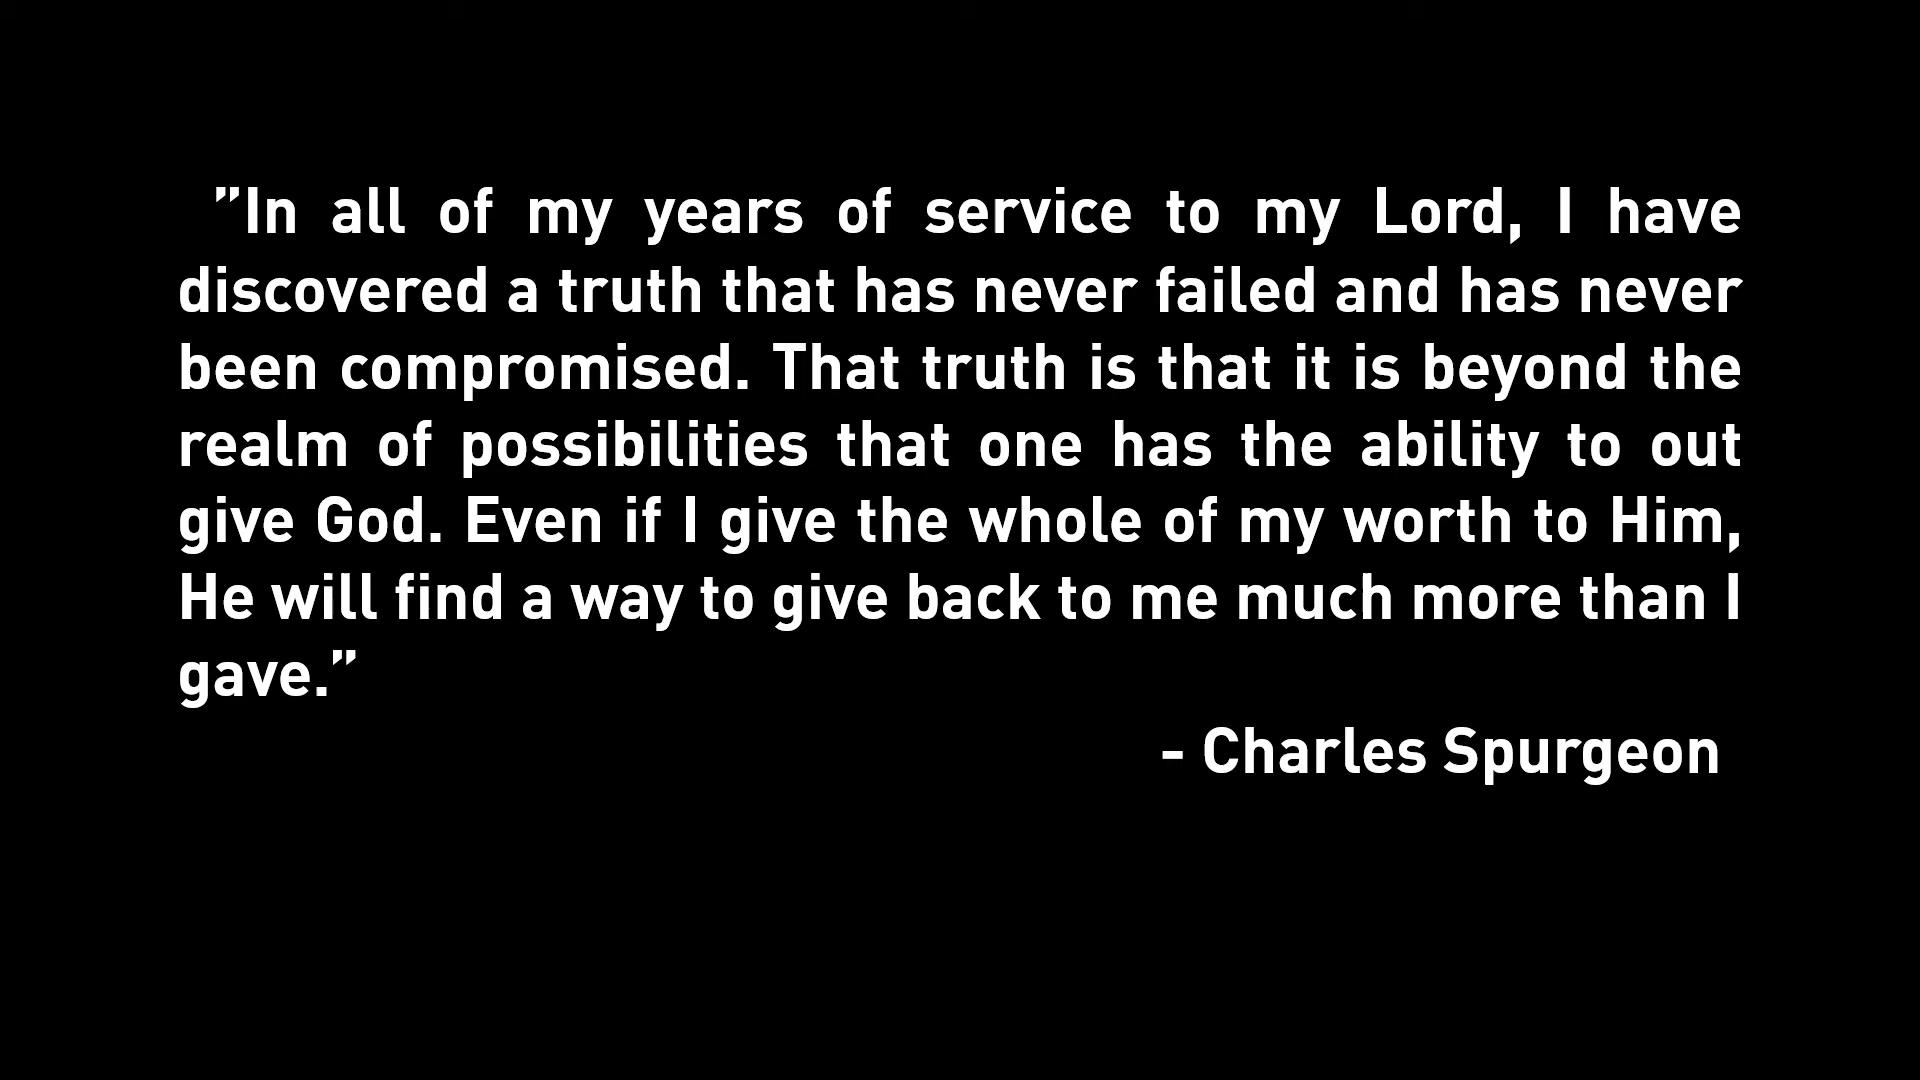 ”In all of my years of service to my Lord, I have
discovered a truth that has never failed and has never
been compromised. That truth is that it is beyond the
realm of possibilities that one has the ability to out
give God. Even if I give the whole of my worth to Him,
He will find a way to give back to me much more than I
gave.”
- Charles Spurgeon